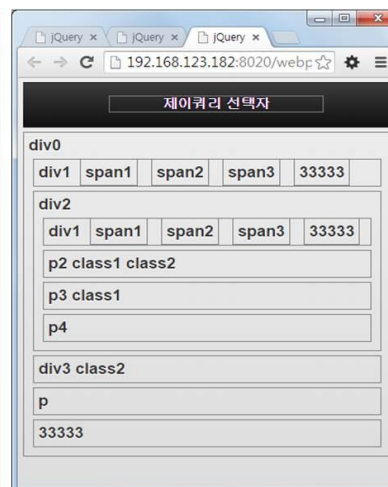 jQuery × jQuery × jQuery ×
192.168.123.182:8020/webp
제이쿼리 선택자
div0
div1 span1 span2 span3 33333
div2
div1 span1 span2 span3 33333
p2 class1 class2
p3 class1
p4
div3 class2
p
33333